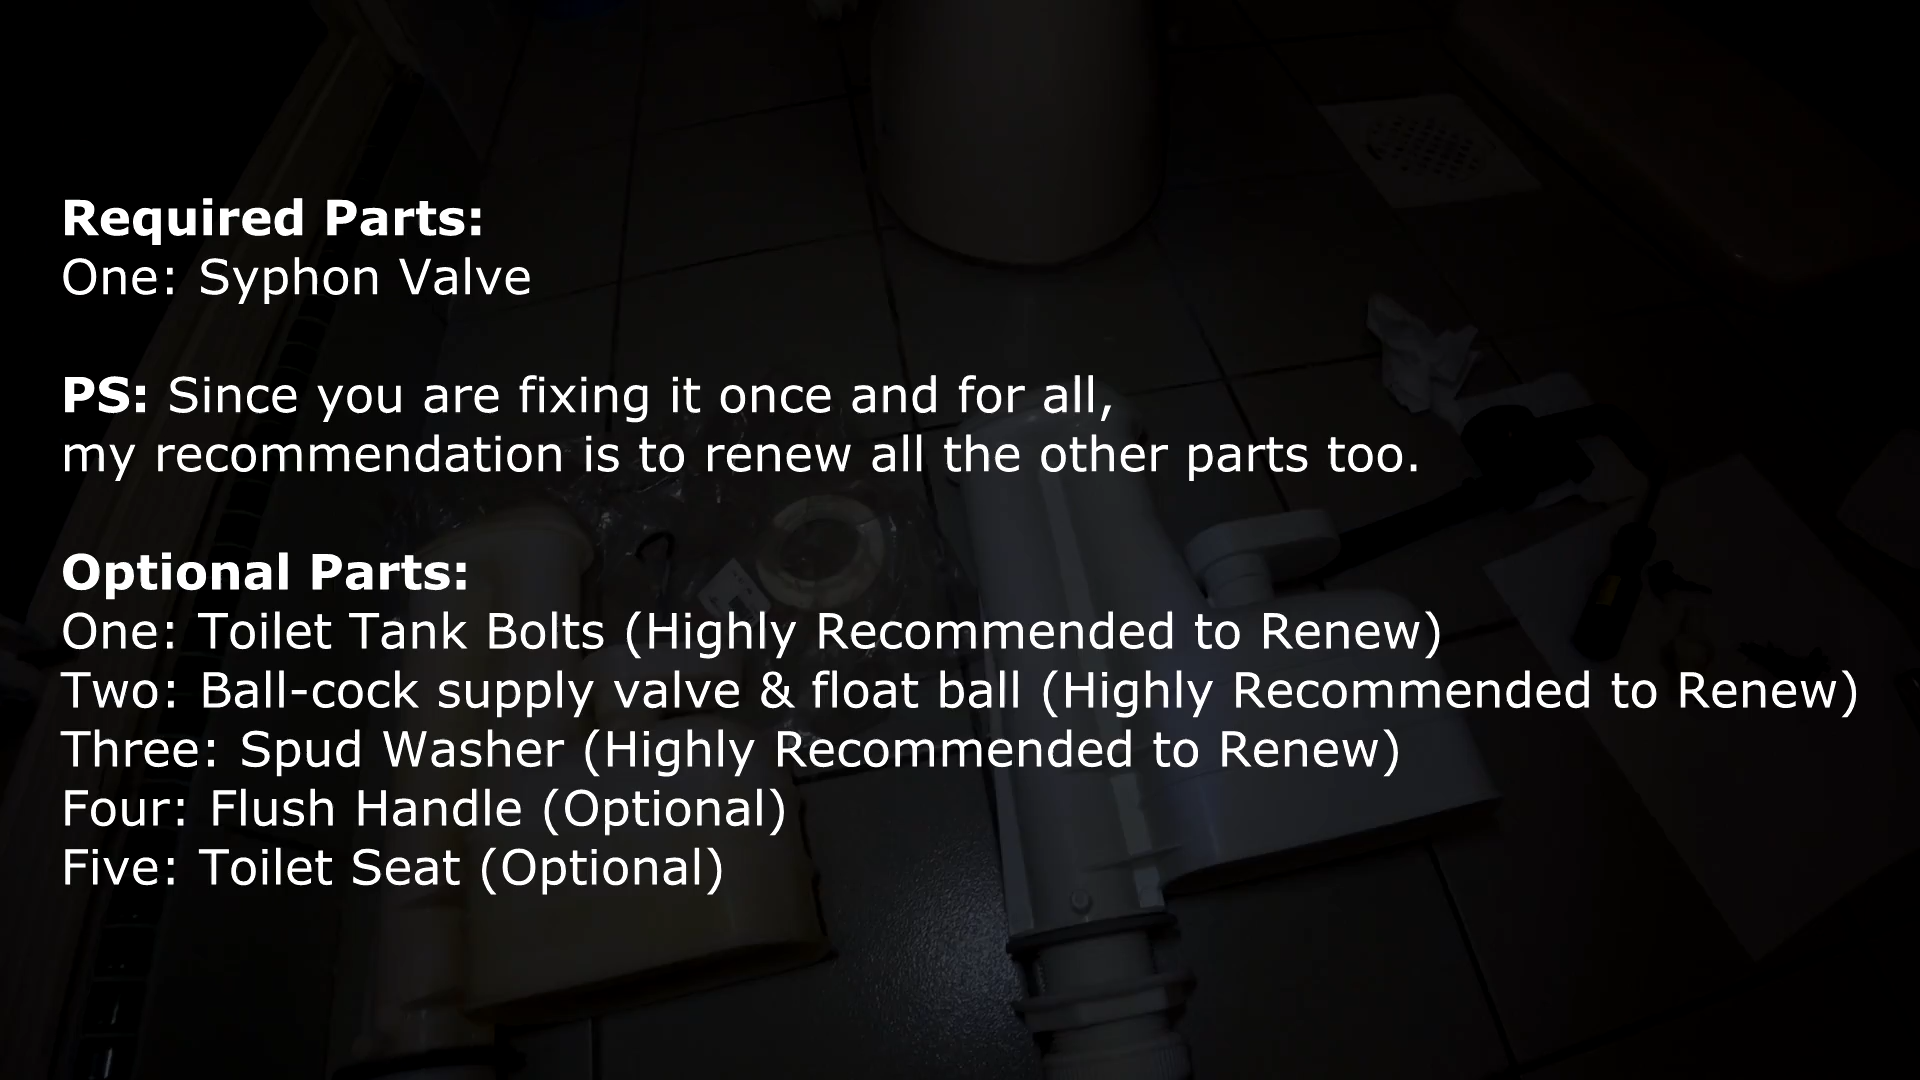 Required Parts:
One: Syphon Valve
PS: Since you are fixing it once and for all,
my recommendation is to renew all the other parts too.
Optional Parts:
One: Toilet Tank Bolts (Highly Recommended to Renew)
Two: Ball-cock supply valve & float ball (Highly Recommended to Renew)
Three: Spud Washer (Highly Recommended to Renew)
Four: Flush Handle (Optional)
Five: Toilet Seat (Optional)